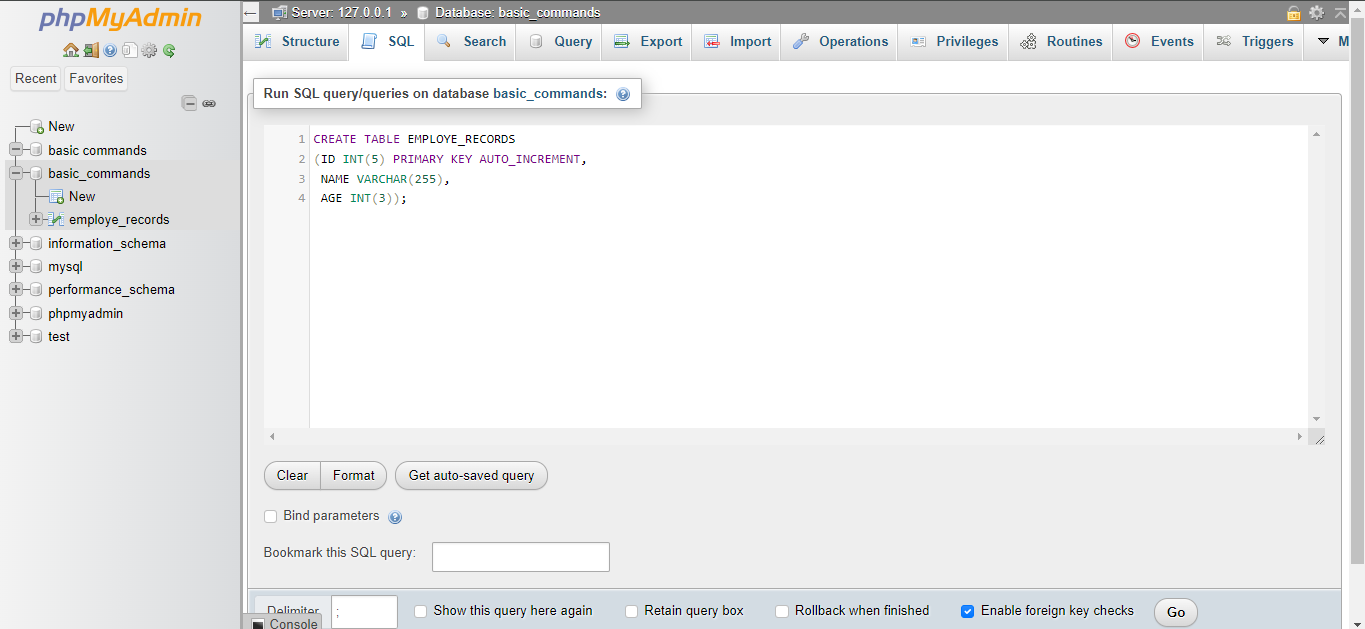 phpMyAdmin
Recent Favorites
New
basic commands
basic_commands
New
employe_records
information_schema
mysql
performance_schema
phpmyadmin
test
Server: 127.0.0.1 » Database: basic_commands
Structure SQL Search Query Export Import Operations Privileges Routines Events Triggers M
Run SQL query/queries on database basic_commands:
1 CREATE TABLE EMPLOYE_RECORDS
2 (ID INT(5) PRIMARY KEY AUTO_INCREMENT,
3 NAME VARCHAR(255),
4 AGE INT(3));
Clear Format Get auto-saved query
Bind parameters
Bookmark this SQL query:
Delimiter ; Show this query here again Retain query box Rollback when finished Enable foreign key checks Go
Console